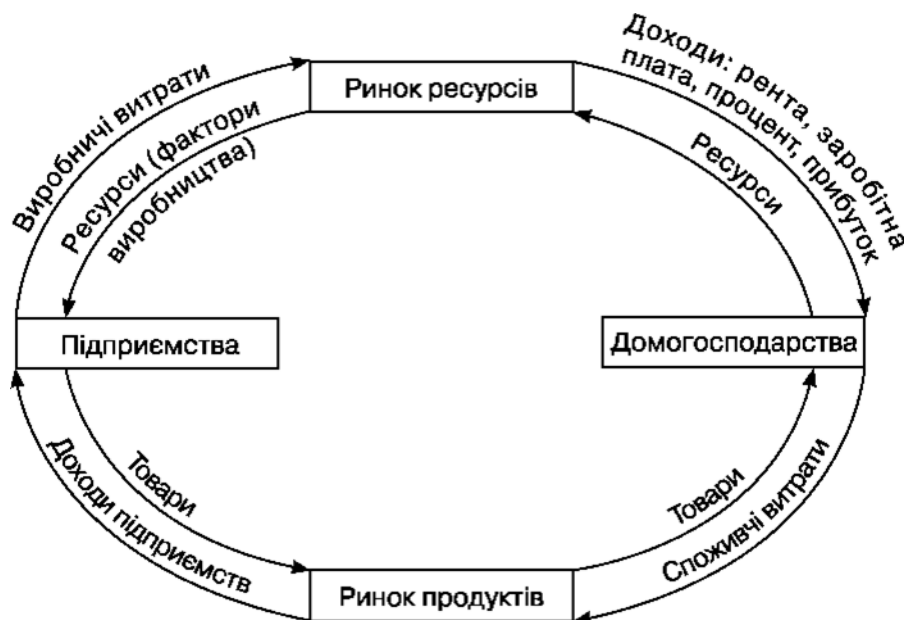 Ринок ресурсів
Виробничі витрати
Ресурси (фактори
виробництва)
Доходи: рента, заробітна
плата, процент, прибуток
Ресурси
Підприємства
Домогосподарства
Доходи підприємств
Товари
Товари
Споживчі витрати
Ринок продуктів